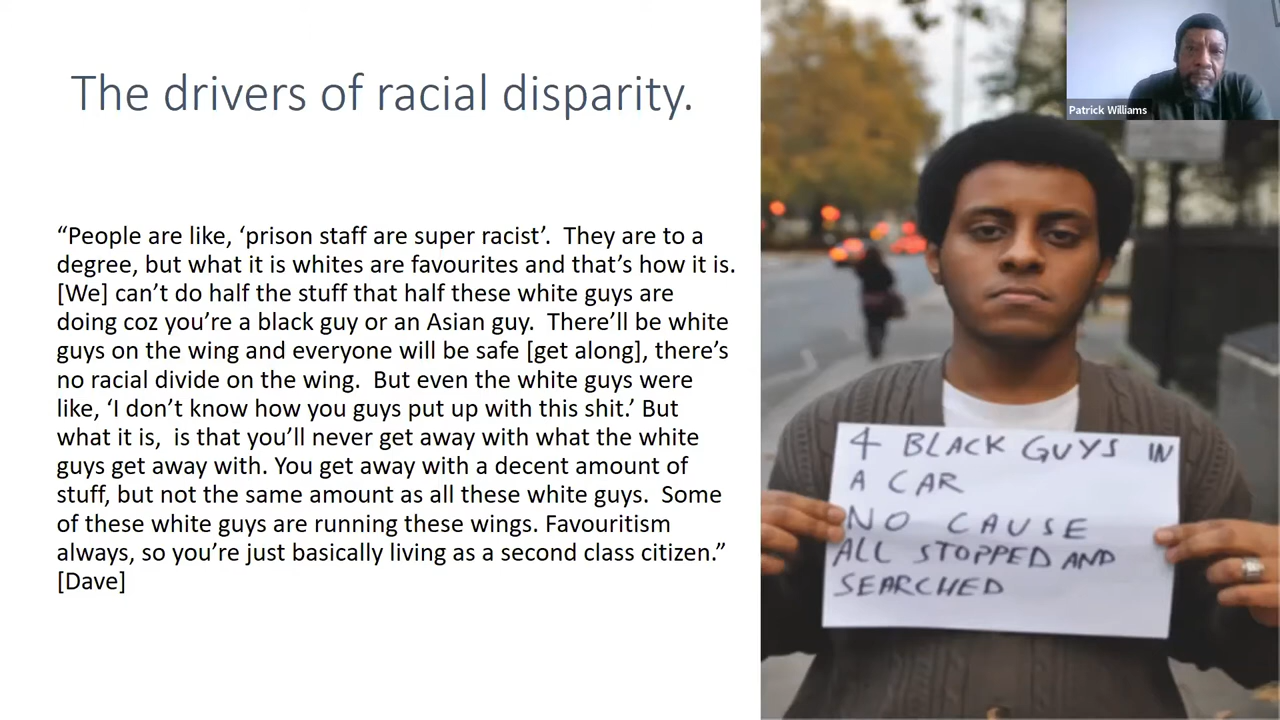 The drivers of racial disparity.
“People are like, ‘prison staff are super racist’.  They are to a
degree, but what it is whites are favourites and that’s how it is.
[We] can’t do half the stuff that half these white guys are
doing coz you’re a black guy or an Asian guy.  There’ll be white
guys on the wing and everyone will be safe [get along], there’s
no racial divide on the wing.  But even the white guys were
like, ‘I don’t know how you guys put up with this shit.’ But
what it is,  is that you’ll never get away with what the white
guys get away with. You get away with a decent amount of
stuff, but not the same amount as all these white guys.  Some
of these white guys are running these wings. Favouritism
always, so you’re just basically living as a second class citizen.”
[Dave]
Patrick Williams
4 BLACK GUYS IN
A CAR
NO CAUSE
ALL STOPPED AND
SEARCHED